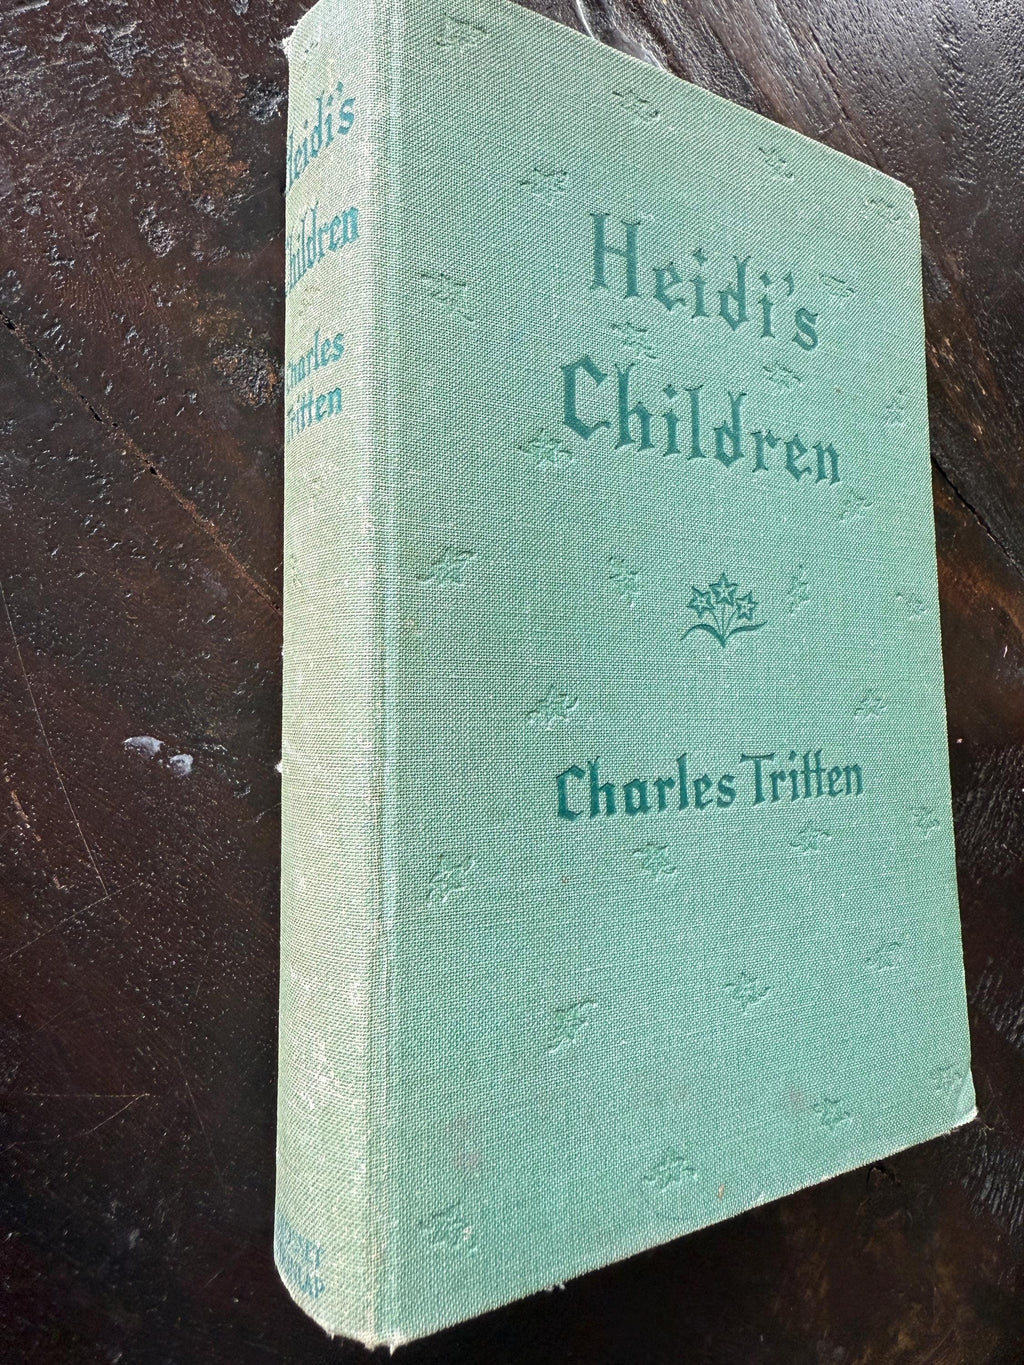 Heidi's
Children
Charles Tritten
Heidi's
Children
Charles
Tritten